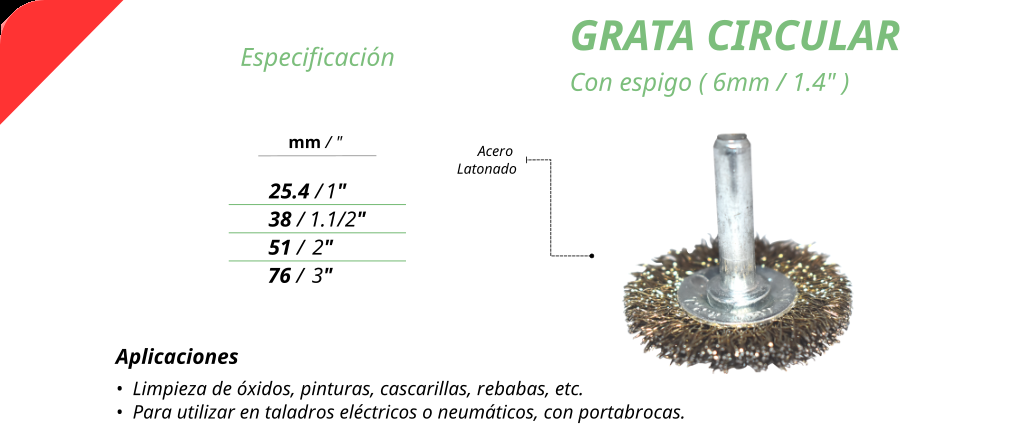 GRATA CIRCULAR
Con espigo ( 6mm / 1.4" )
Especificación
mm / "
25.4 / 1"
38 / 1.1/2"
51 / 2"
76 / 3"
Acero
Latonado
Aplicaciones
• Limpieza de óxidos, pinturas, cascarillas, rebabas, etc.
• Para utilizar en taladros eléctricos o neumáticos, con portabrocas.